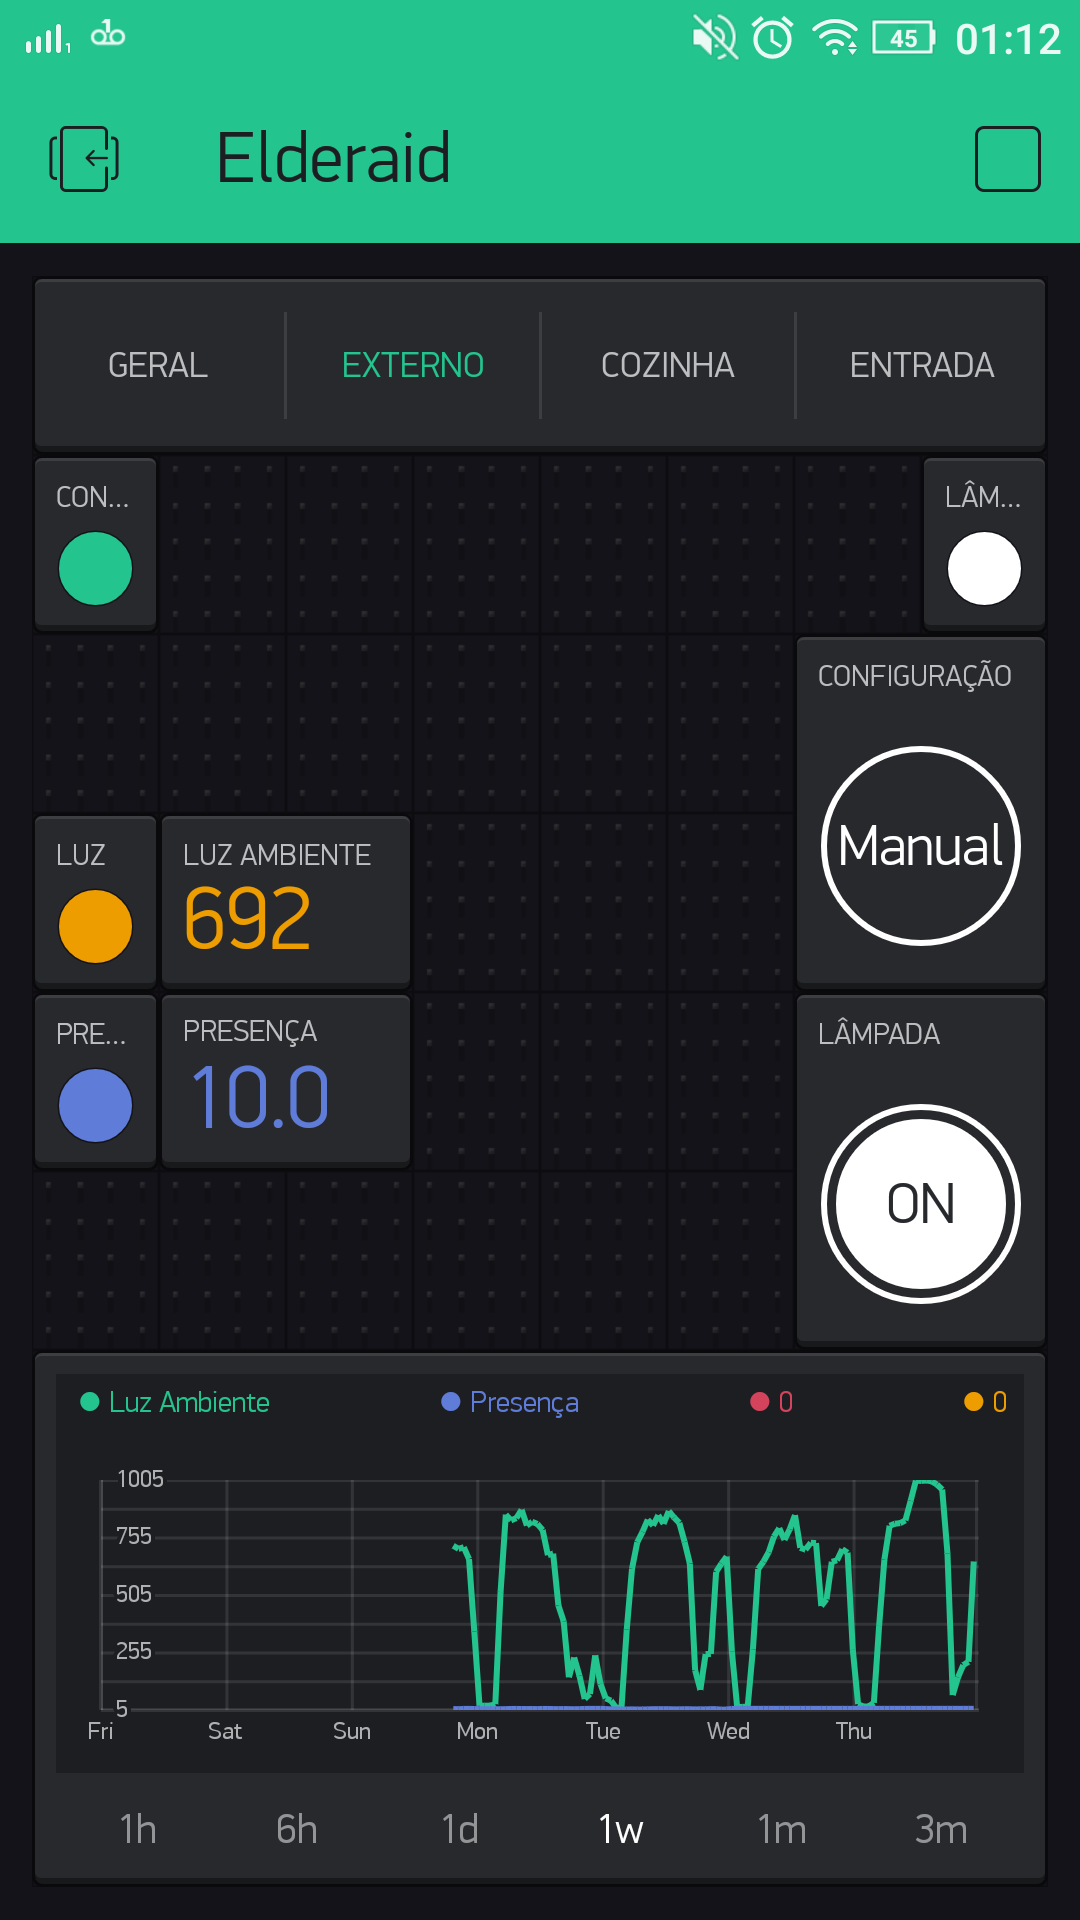 1 45 01:12
Elderaid
GERAL EXTERNO COZINHA ENTRADA
CON... LÂM...
CONFIGURAÇÃO
Manual
LUZ LUZ AMBIENTE
692
PRE... PRESENÇA
10.0
LÂMPADA
ON
Luz Ambiente Presença 0 0
1005
755
505
255
5
Fri Sat Sun Mon Tue Wed Thu
1h 6h 1d 1w 1m 3m